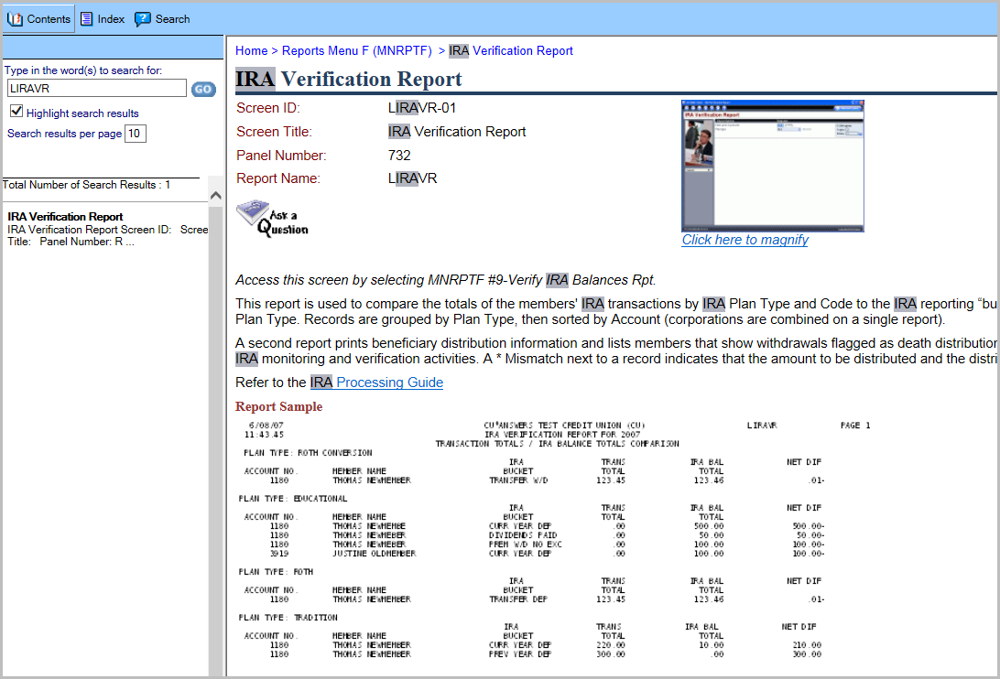 Contents Index Search
Type in the word(s) to search for:
LIRAVR
GO
Highlight search results
Search results per page 10
Total Number of Search Results : 1
IRA Verification Report
IRA Verification Report Screen ID: Scree
Title: Panel Number: R ...
Home > Reports Menu F (MNRPTF) > IRA Verification Report
IRA Verification Report
Screen ID: LIRAVR-01
Screen Title: IRA Verification Report
Panel Number: 732
Report Name: LIRAVR
Ask a
Question
IRA Verification Report
Click here to magnify
Access this screen by selecting MNRPTF #9-Verify IRA Balances Rpt.
This report is used to compare the totals of the members' IRA transactions by IRA Plan Type and Code to the IRA reporting “bu
Plan Type. Records are grouped by Plan Type, then sorted by Account (corporations are combined on a single report).
A second report prints beneficiary distribution information and lists members that show withdrawals flagged as death distribution
IRA monitoring and verification activities. A * Mismatch next to a record indicates that the amount to be distributed and the distri
Refer to the IRA Processing Guide
Report Sample
6/08/07 CU*ANSWERS TEST CREDIT UNION (CU) LIRAVR PAGE 1
11:43.45 IRA VERIFICATION REPORT FOR 2007
TRANSACTION TOTALS / IRA BALANCE TOTALS COMPARISON
PLAN TYPE: ROTH CONVERSION
IRA TRANS IRA BAL NET DIF
ACCOUNT NO. MEMBER NAME BUCKET TOTAL TOTAL
1180 THOMAS NEWMEMBER TRANSFER W/D 123.45 123.46 .01-
PLAN TYPE: EDUCATIONAL
IRA TRANS IRA BAL NET DIF
ACCOUNT NO. MEMBER NAME BUCKET TOTAL TOTAL
1180 THOMAS NEWMEMBE CURR YEAR DEP .00 500.00 500.00-
1180 THOMAS NEWMEBER DIVIDENDS PAID .00 50.00 50.00-
1180 THOMAS NEWMEBER PREM W/D NO EXC .00 100.00 100.00-
3919 JUSTINE OLDMEMBER CURR YEAR DEP .00 100.00 100.00-
PLAN TYPE: ROTH
IRA TRANS IRA BAL NET DIF
ACCOUNT NO. MEMBER NAME BUCKET TOTAL TOTAL
1180 THOMAS NEWMEMBER TRANSFER DEP 123.45 123.46 .01-
PLAN TYPE: TRADITION
IRA TRANS IRA BAL NET DIF
ACCOUNT NO. MEMBER NAME BUCKET TOTAL TOTAL
1180 THOMAS NEWMEMBER CURR YEAR DEP 220.00 10.00 210.00
1180 THOMAS NEWMEMBER PREV YEAR DEP 300.00 .00 300.00